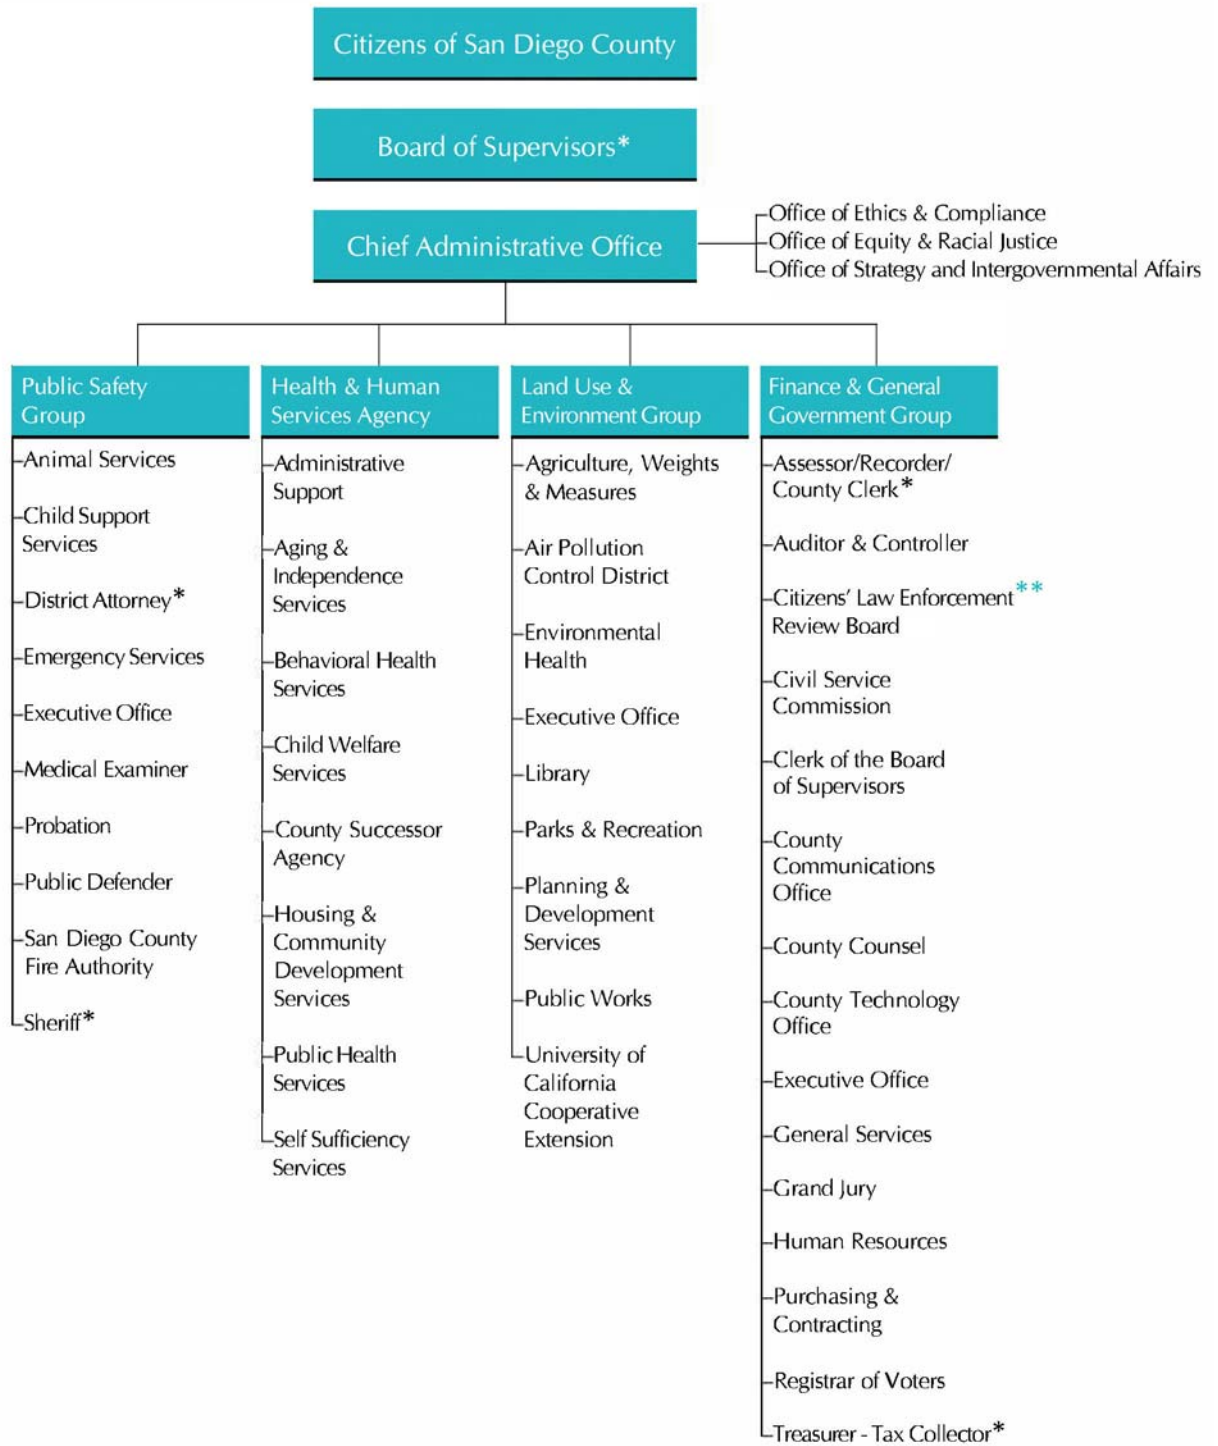 Citizens of San Diego County
Board of Supervisors*
Chief Administrative Office
Office of Ethics & Compliance
Office of Equity & Racial Justice
Office of Strategy and Intergovernmental Affairs
Public Safety
Group
Animal Services
Child Support
Services
District Attorney*
Emergency Services
Executive Office
Medical Examiner
Probation
Public Defender
San Diego County
Fire Authority
Sheriff*
Health & Human
Services Agency
Administrative
Support
Aging &
Independence
Services
Behavioral Health
Services
Child Welfare
Services
County Successor
Agency
Housing &
Community
Development
Services
Public Health
Services
Self Sufficiency
Services
Land Use &
Environment Group
Agriculture, Weights
& Measures
Air Pollution
Control District
Environmental
Health
Executive Office
Library
Parks & Recreation
Planning &
Development
Services
Public Works
University of
California
Cooperative
Extension
Finance & General
Government Group
Assessor/Recorder/
County Clerk*
Auditor & Controller
Citizens' Law Enforcement**
Review Board
Civil Service
Commission
Clerk of the Board
of Supervisors
County
Communications
Office
County Counsel
County Technology
Office
Executive Office
General Services
Grand Jury
Human Resources
Purchasing &
Contracting
Registrar of Voters
Treasurer - Tax Collector*